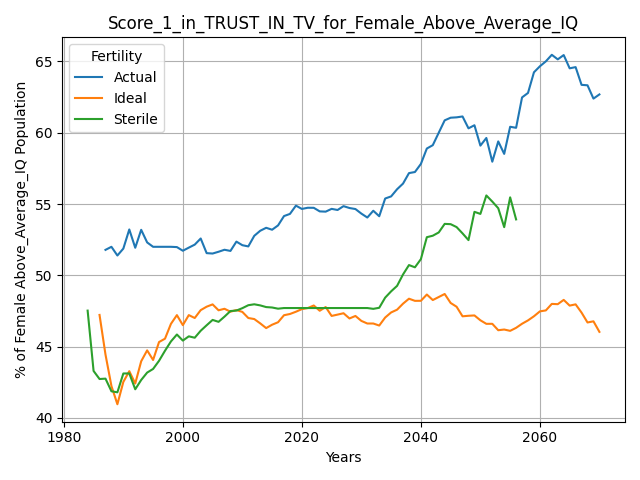 Score_1_in_TRUST_IN_TV_for_Female_Above_Average_IQ
Fertility
Actual
Ideal
Sterile
% of Female Above_Average_IQ Population
65
60
55
50
45
40
1980
2000
2020
2040
2060
Years